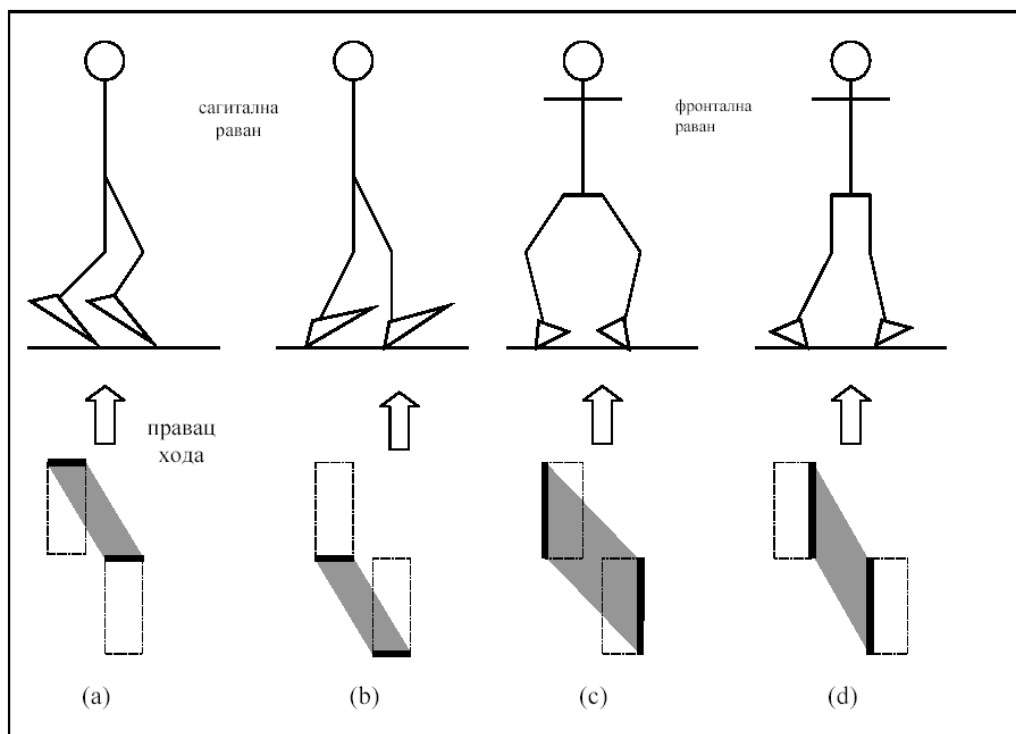 сагитална
раван
фронтална
раван
правац
хода
(a)
(b)
(c)
(d)